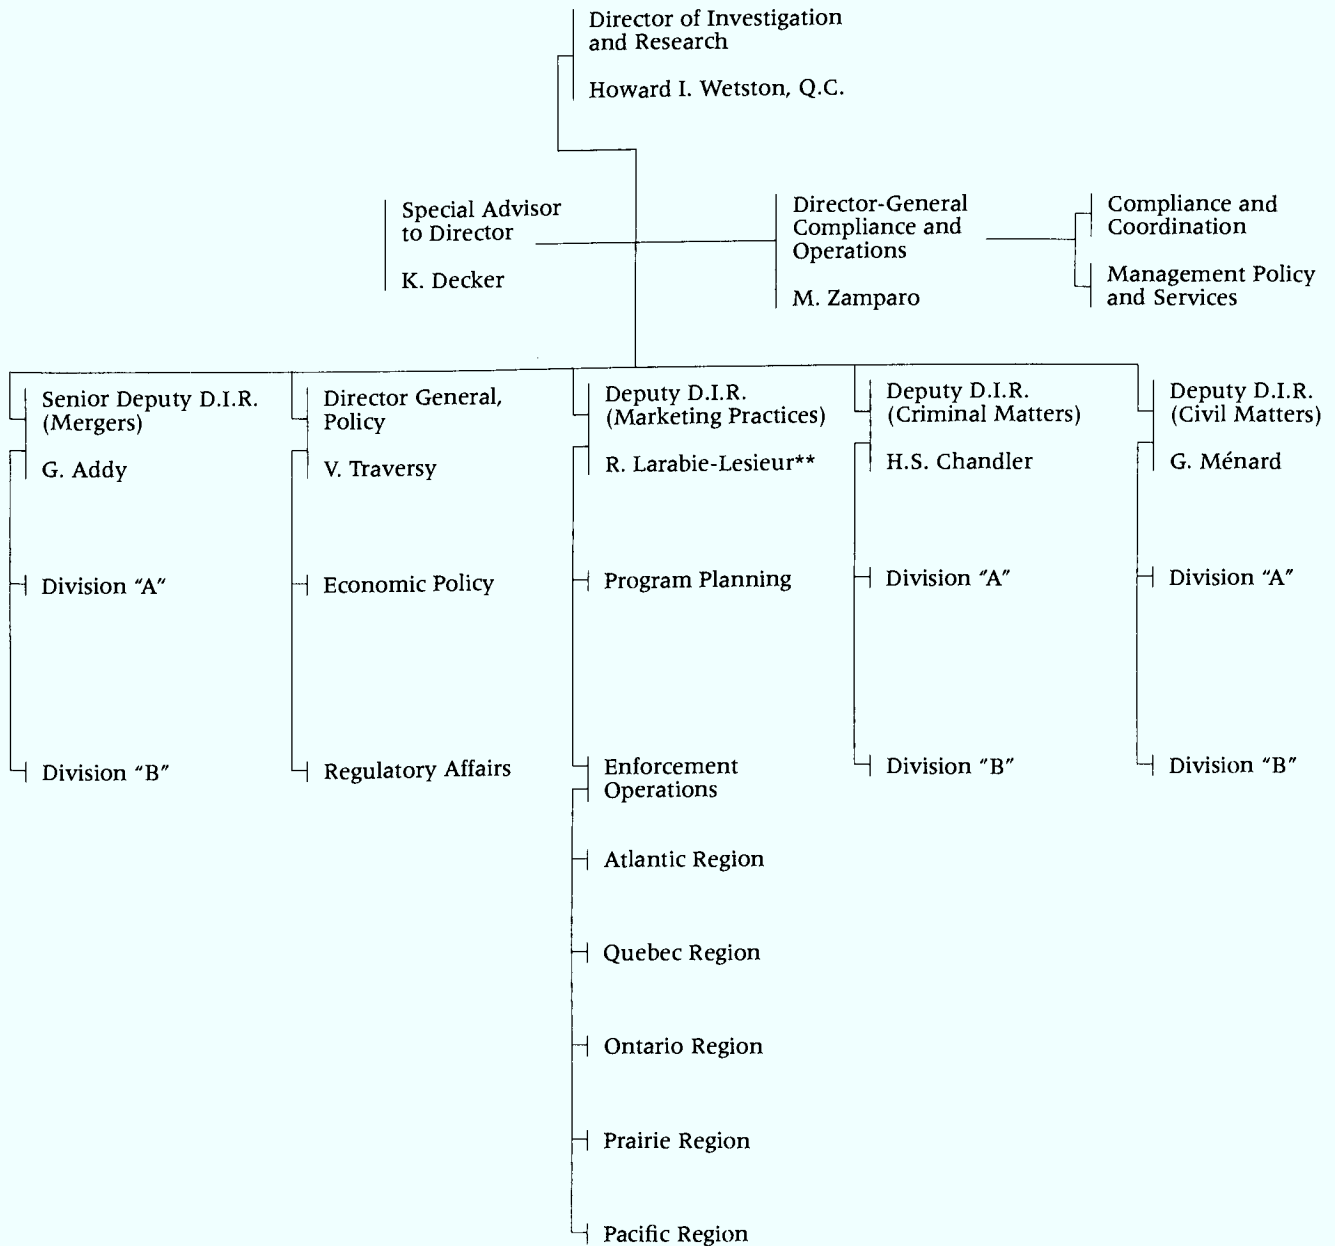 Director of Investigation
and Research
Howard I. Wetston, Q.C.
Special Advisor
to Director
K. Decker
Director-General
Compliance and
Operations
M. Zamparo
Compliance and
Coordination
Management Policy
and Services
Senior Deputy D.I.R.
(Mergers)
G. Addy
Director General,
Policy
V. Traversy
Deputy D.I.R.
(Marketing Practices)
R. Larabie-Lesieur**
Deputy D.I.R.
(Criminal Matters)
H.S. Chandler
Deputy D.I.R.
(Civil Matters)
G. Ménard
Division "A"
Economic Policy
Program Planning
Division "A"
Division "A"
Division "B"
Regulatory Affairs
Enforcement
Operations
Division "B"
Division "B"
Atlantic Region
Quebec Region
Ontario Region
Prairie Region
Pacific Region